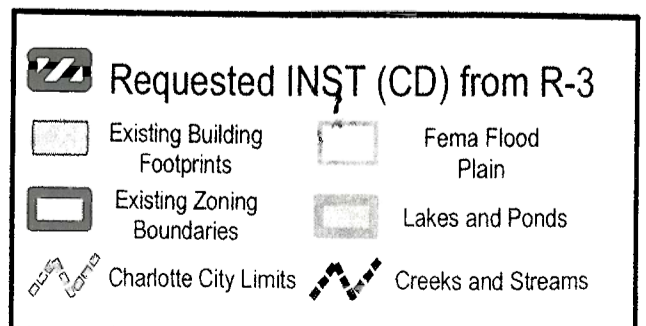 Requested INST (CD) from R-3
Existing Building
Footprints
Fema Flood
Plain
Existing Zoning
Boundaries
Lakes and Ponds
Charlotte City Limits
Creeks and Streams